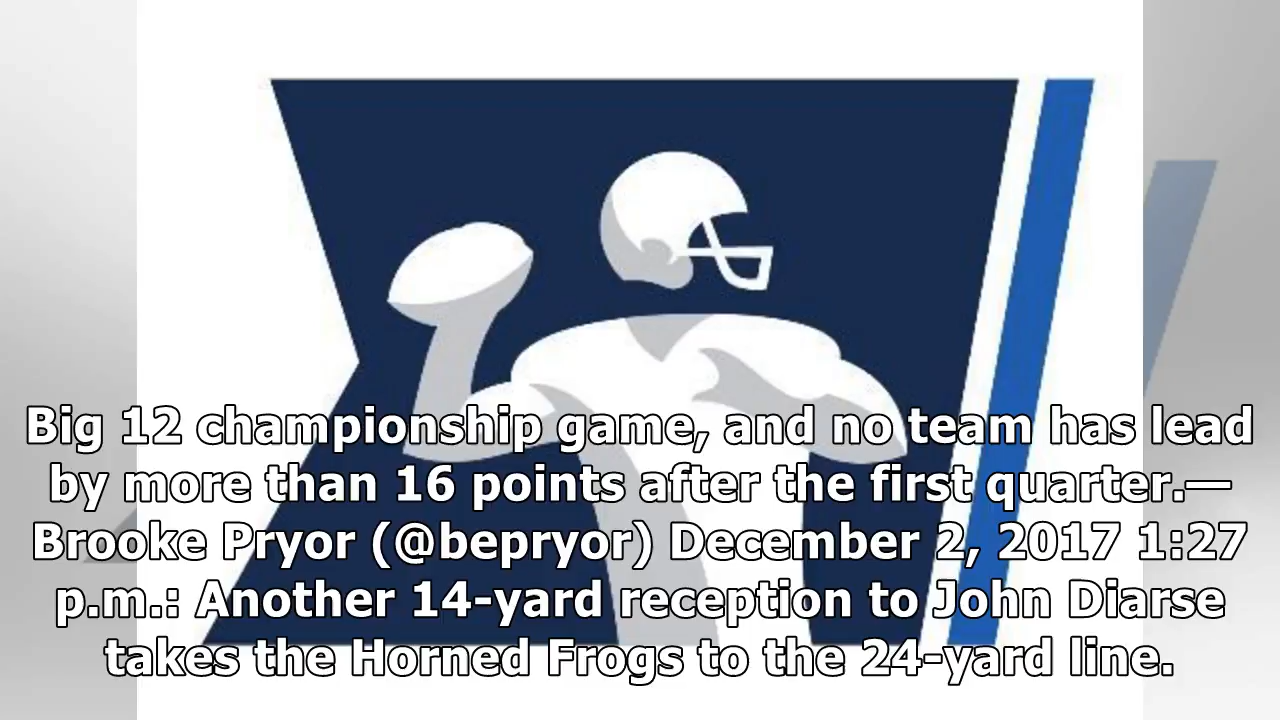 Big 12 championship game, and no team has lead
by more than 16 points after the first quarter.—
Brooke Pryor (@bepryor) December 2, 2017 1:27
p.m.: Another 14-yard reception to John Diarse
takes the Horned Frogs to the 24-yard line.